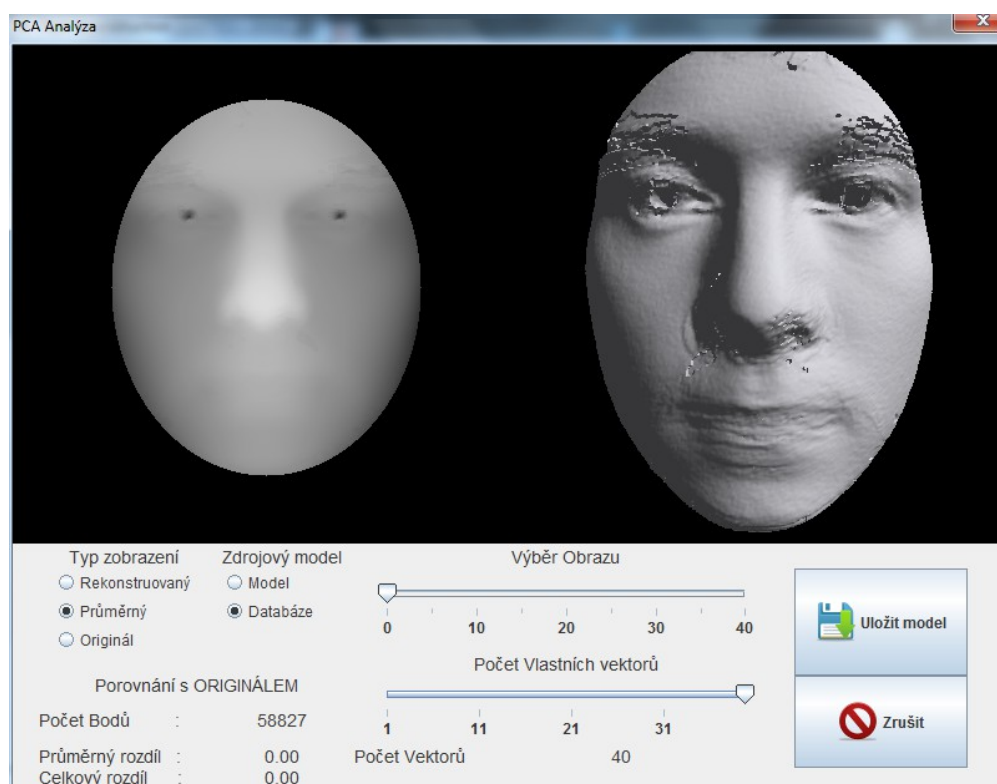 PCA Analýza
Typ zobrazení
Rekonstruovaný
Průměrný
Originál
Zdrojový model
Model
Databáze
Výběr Obrazu
0 10 20 30 40
Počet Vlastních vektorů
1 11 21 31
Počet Vektorů 40
Porovnání s ORIGINÁLEM
Počet Bodů : 58827
Průměrný rozdíl : 0.00
Celkový rozdíl : 0.00
Uložit model
Zrušit